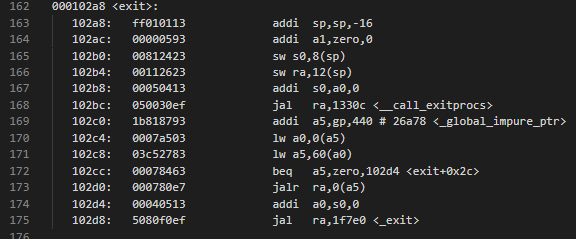 162 000102a8 <exit>:
163 102a8: ff010113 addi sp,sp,-16
164 102ac: 00000593 addi a1,zero,0
165 102b0: 00812423 sw s0,8(sp)
166 102b4: 00112623 sw ra,12(sp)
167 102b8: 00050413 addi s0,a0,0
168 102bc: 050030ef jal ra,1330c <__call_exitprocs>
169 102c0: 1b818793 addi a5,gp,440 # 26a78 <_global_impure_ptr>
170 102c4: 0007a503 lw a0,0(a5)
171 102c8: 03c52783 lw a5,60(a0)
172 102cc: 00078463 beq a5,zero,102d4 <exit+0x2c>
173 102d0: 000780e7 jalr ra,0(a5)
174 102d4: 00040513 addi a0,s0,0
175 102d8: 5080f0ef jal ra,1f7e0 <_exit>
176